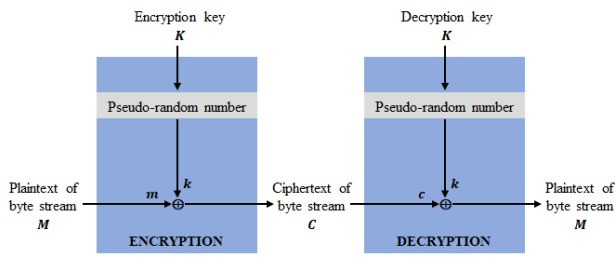 Encryption key
K
Decryption key
K
Pseudo-random number
Pseudo-random number
Plaintext of
byte stream
M
m
k
⊕
Ciphertext of
byte stream
C
c
k
⊕
Plaintext of
byte stream
M
ENCRYPTION
DECRYPTION